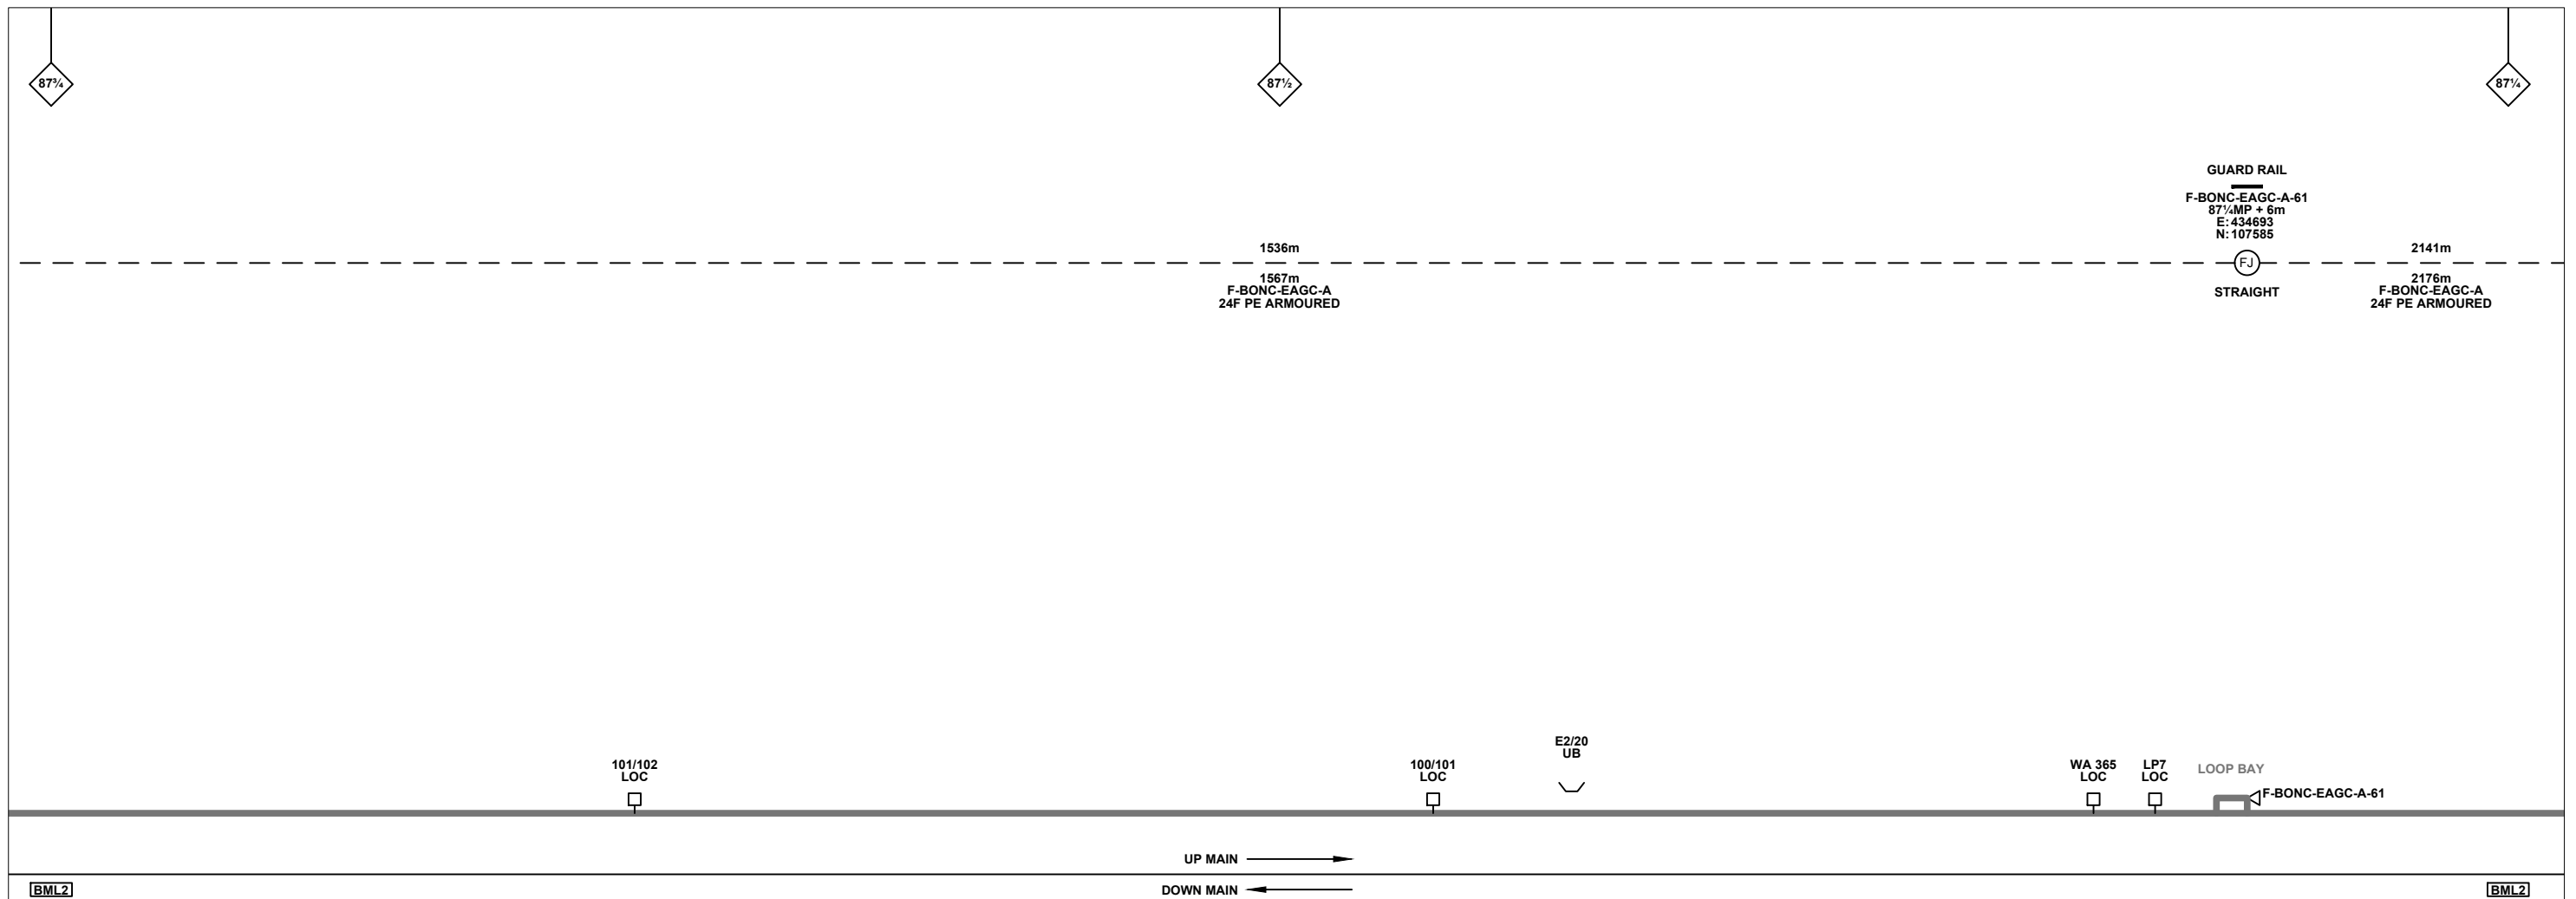 87¾
87½
87¼
GUARD RAIL
F-BONC-EAGC-A-61
87¼MP + 6m
E: 434693
N: 107585
1536m
2141m
FJ
1567m
F-BONC-EAGC-A
24F PE ARMOURED
STRAIGHT
2176m
F-BONC-EAGC-A
24F PE ARMOURED
E2/20
UB
101/102
LOC
100/101
LOC
WA 365
LOC
LP7
LOC
LOOP BAY
F-BONC-EAGC-A-61
UP MAIN
BML2
DOWN MAIN
BML2